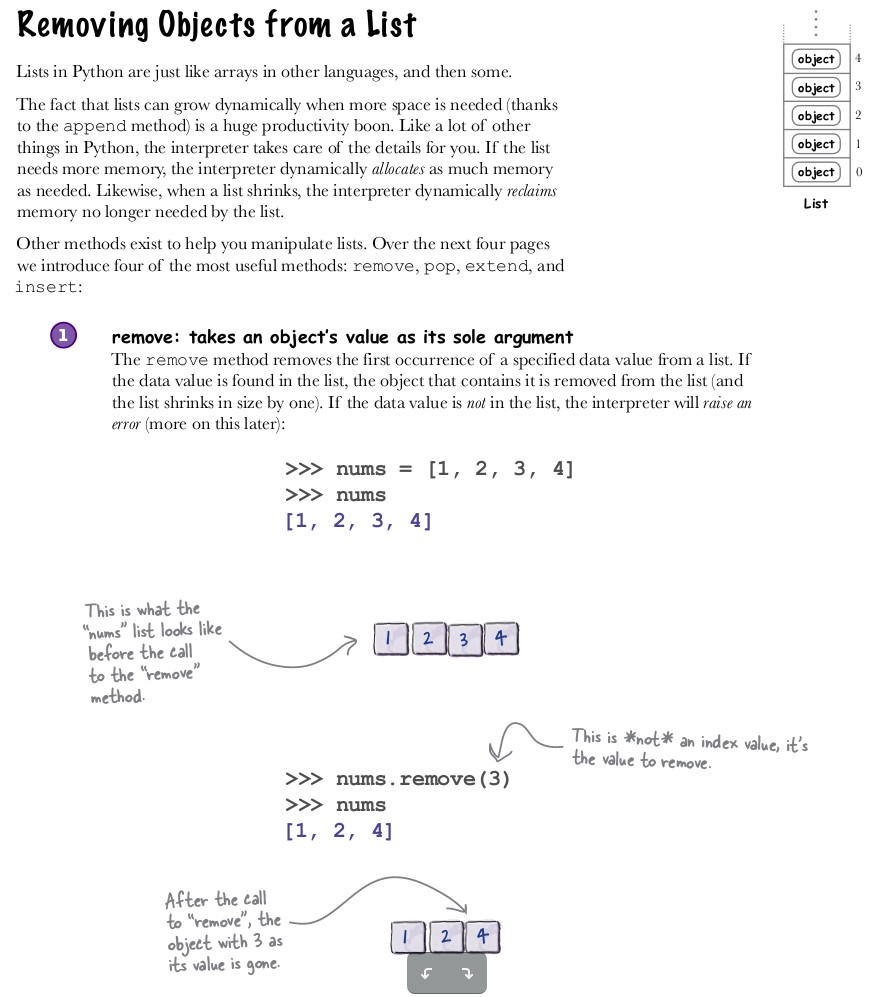 Removing Objects from a List
Lists in Python are just like arrays in other languages, and then some.
The fact that lists can grow dynamically when more space is needed (thanks
to the append method) is a huge productivity boon. Like a lot of other
things in Python, the interpreter takes care of the details for you. If the list
needs more memory, the interpreter dynamically allocates as much memory
as needed. Likewise, when a list shrinks, the interpreter dynamically reclaims
memory no longer needed by the list.
Other methods exist to help you manipulate lists. Over the next four pages
we introduce four of the most useful methods: remove, pop, extend, and
insert:
object 4
object 3
object 2
object 1
object 0
List
1 remove: takes an object's value as its sole argument
The remove method removes the first occurrence of a specified data value from a list. If
the data value is found in the list, the object that contains it is removed from the list (and
the list shrinks in size by one). If the data value is not in the list, the interpreter will raise an
error (more on this later):
>>> nums = [1, 2, 3, 4]
>>> nums
[1, 2, 3, 4]
This is what the
"nums" list looks like
before the call
to the "remove"
method.
1 2 3 4
This is *not* an index value, it's
the value to remove.
>>> nums.remove(3)
>>> nums
[1, 2, 4]
After the call
to "remove", the
object with 3 as
its value is gone.
1 2 4